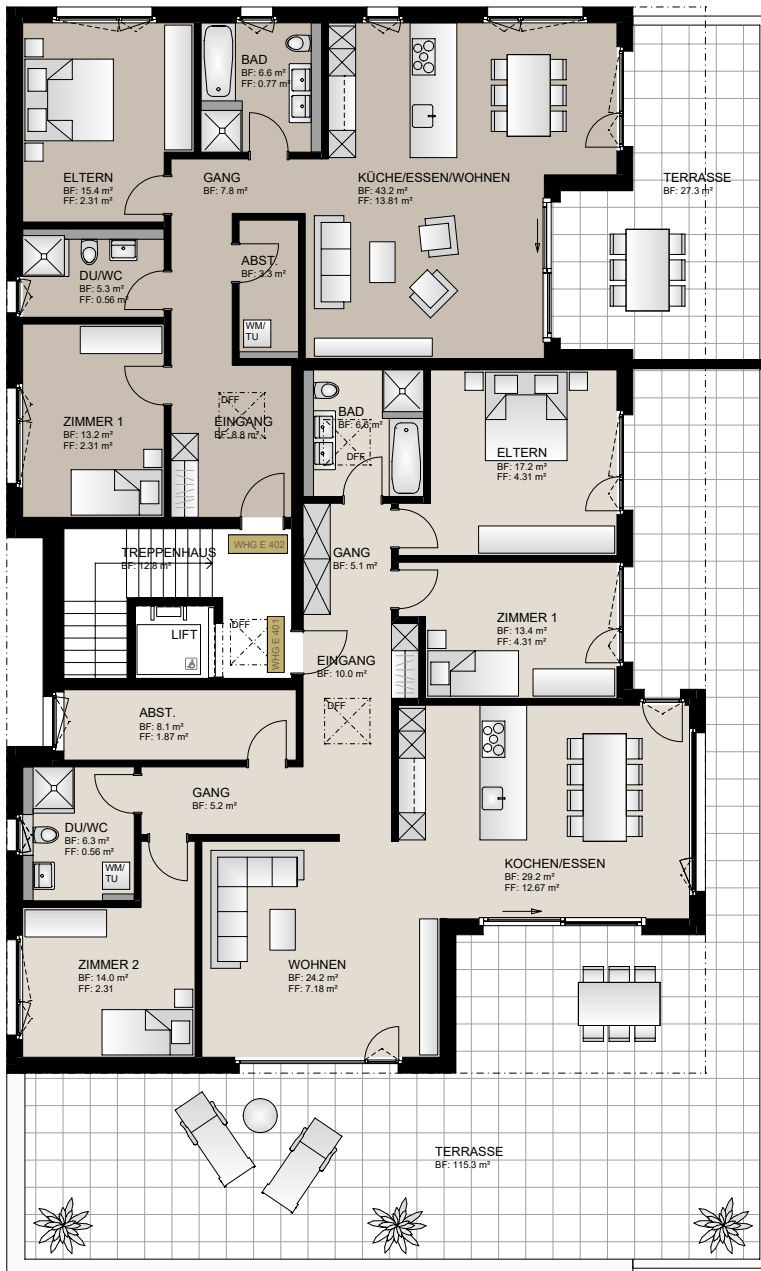 BAD
BF: 6.6 m²
FF: 0.77 m²
ELTERN
BF: 15.4 m²
FF: 2.31 m²
GANG
BF: 7.8 m²
KÜCHE/ESSEN/WOHNEN
BF: 43.2 m²
FF: 13.81 m²
TERRASSE
BF: 27.3 m²
DU/WC
BF: 5.3 m²
FF: 0.56 m²
ABST.
BF: 3.3 m²
WM/
TU
ZIMMER 1
BF: 13.2 m²
FF: 2.31 m²
DFF
EINGANG
BF: 8.8 m²
BAD
BF: 6.6 m²
DFF
ELTERN
BF: 17.2 m²
FF: 4.31 m²
TREPPENHAUS
BF: 12.8 m²
WHG E 402
GANG
BF: 5.1 m²
LIFT
DFF
WHG E 401
ZIMMER 1
BF: 13.4 m²
FF: 4.31 m²
EINGANG
BF: 10.0 m²
DFF
ABST.
BF: 8.1 m²
FF: 1.87 m²
GANG
BF: 5.2 m²
DU/WC
BF: 6.3 m²
FF: 0.56 m²
WM/
TU
KOCHEN/ESSEN
BF: 29.2 m²
FF: 12.67 m²
ZIMMER 2
BF: 14.0 m²
FF: 2.31
WOHNEN
BF: 24.2 m²
FF: 7.18 m²
TERRASSE
BF: 115.3 m²